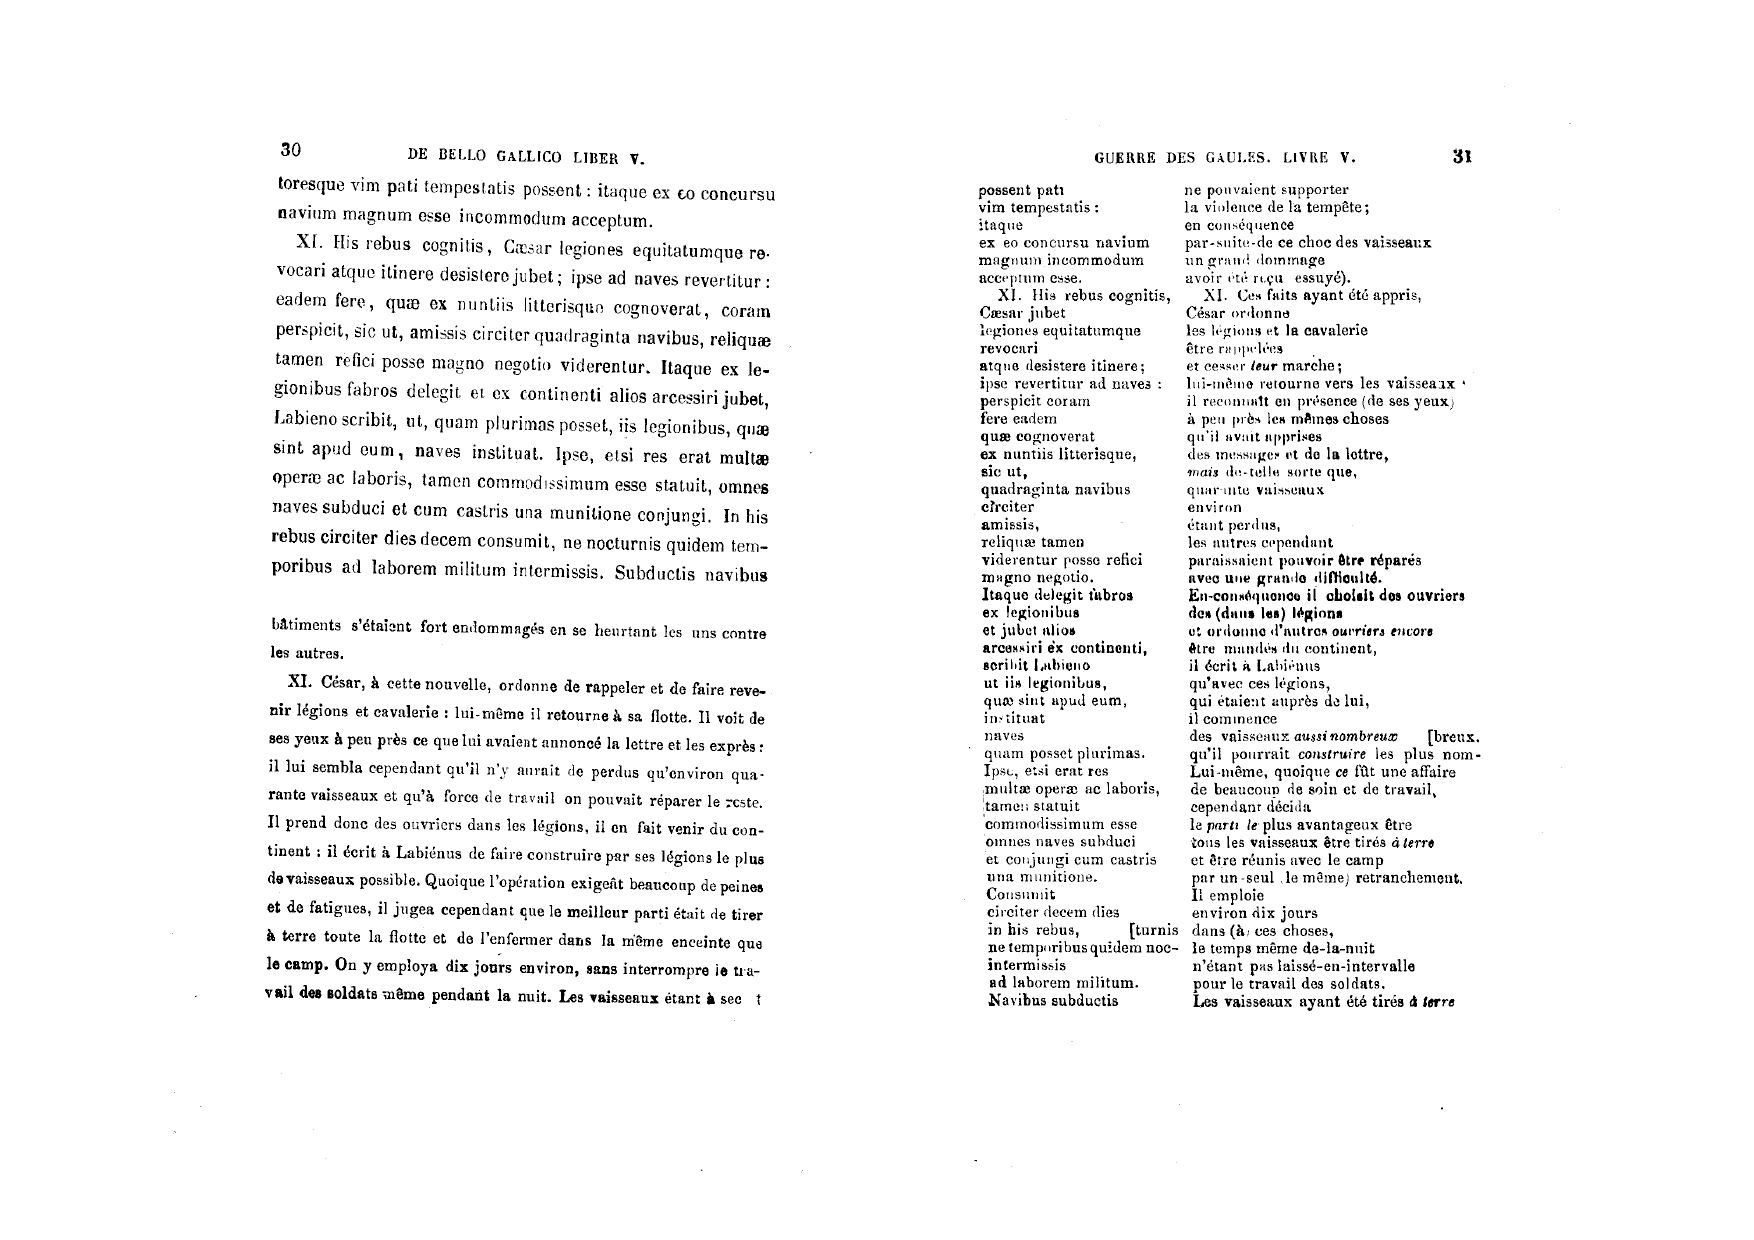 30 DE BELLO GALLICO LIBER V.
toresque vim pati tempestatis possent : itaque ex eo concursu
navium magnum esse incommodum acceptum.
XI. His rebus cognitis, Cæsar legiones equitatumque re-
vocari atque itinere desistere jubet ; ipse ad naves revertitur :
eadem fere, quæ ex nuntiis litterisque cognoverat, coram
perspicit, sic ut, amissis circiter quadraginta navibus, reliquæ
tamen refici posse magno negotio viderentur. Itaque ex le-
gionibus fabros delegit et ex continenti alios arcessiri jubet,
Labieno scribit, ut, quam plurimas posset, iis legionibus, quæ
sint apud eum, naves instituat. Ipse, etsi res erat multæ
operæ ac laboris, tamen commodissimum esse statuit, omnes
naves subduci et cum castris una munitione conjungi. In his
rebus circiter dies decem consumit, ne nocturnis quidem tem-
poribus ad laborem militum intermissis. Subductis navibus
bâtiments s'étaient fort endommagés en se heurtant les uns contre
les autres.
XI. César, à cette nouvelle, ordonne de rappeler et de faire reve-
nir légions et cavalerie : lui-même il retourne à sa flotte. Il voit de
ses yeux à peu près ce que lui avaient annoncé la lettre et les exprès :
il lui sembla cependant qu'il n'y aurait de perdus qu'environ qua-
rante vaisseaux et qu'à force de travail on pouvait réparer le reste.
Il prend donc des ouvriers dans les légions, il en fait venir du con-
tinent : il écrit à Labiénus de faire construire par ses légions le plus
de vaisseaux possible. Quoique l'opération exigeât beaucoup de peines
et de fatigues, il jugea cependant que le meilleur parti était de tirer
à terre toute la flotte et de l'enfermer dans la même enceinte que
le camp. On y employa dix jours environ, sans interrompre le tra-
vail des soldats même pendant la nuit. Les vaisseaux étant à sec
GUERRE DES GAULES. LIVRE V. 31
possent pati ne pouvaient supporter
vim tempestatis : la violence de la tempête ;
itaque en conséquence
ex eo concursu navium par-suite-de ce choc des vaisseaux
magnum incommodum un grand dommage
acceptum esse. avoir été reçu essuyé).
XI. His rebus cognitis, XI. Ces faits ayant été appris,
Cæsar jubet César ordonne
legiones equitatumque les légions et la cavalerie
revocari être rappelées
atque desistere itinere ; et cesser leur marche ;
ipse revertitur ad naves : lui-même retourne vers les vaisseaux
perspicit coram il reconnaît en présence (de ses yeux)
fere eadem à peu près les mêmes choses
quæ cognoverat qu'il avait apprises
ex nuntiis litterisque, des messages et de la lettre,
sic ut, mais de-telle sorte que,
quadraginta navibus quarante vaisseaux
circiter environ
amissis, étant perdus,
reliquæ tamen les autres cependant
viderentur posse refici paraissaient pouvoir être réparés
magno negotio. avec une grande difficulté.
Itaque delegit fabros En-conséquence il choisit des ouvriers
ex legionibus des (dans les) légions
et jubet alios et ordonne d'autres ouvriers encore
arcessiri ex continenti, être mandés du continent,
scribit Labieno il écrit à Labiénus
ut iis legionibus, qu'avec ces légions,
quæ sint apud eum, qui étaient auprès de lui,
instituat il commence
naves des vaisseaux aussi nombreux [breux.
quam posset plurimas. qu'il pourrait construire les plus nom-
Ipse, etsi erat res Lui-même, quoique ce fût une affaire
multæ operæ ac laboris, de beaucoup de soin et de travail,
tamen statuit cependant décida
commodissimum esse le parti le plus avantageux être
omnes naves subduci tous les vaisseaux être tirés à terre
et conjungi cum castris et être réunis avec le camp
una munitione. par un-seul le même) retranchement.
Consumit Il emploie
circiter decem dies environ dix jours
in his rebus, [turnis dans (à) ces choses,
ne temporibus quidem noc- le temps même de-la-nuit
intermissis n'étant pas laissé-en-intervalle
ad laborem militum. pour le travail des soldats.
Navibus subductis Les vaisseaux ayant été tirés à terre